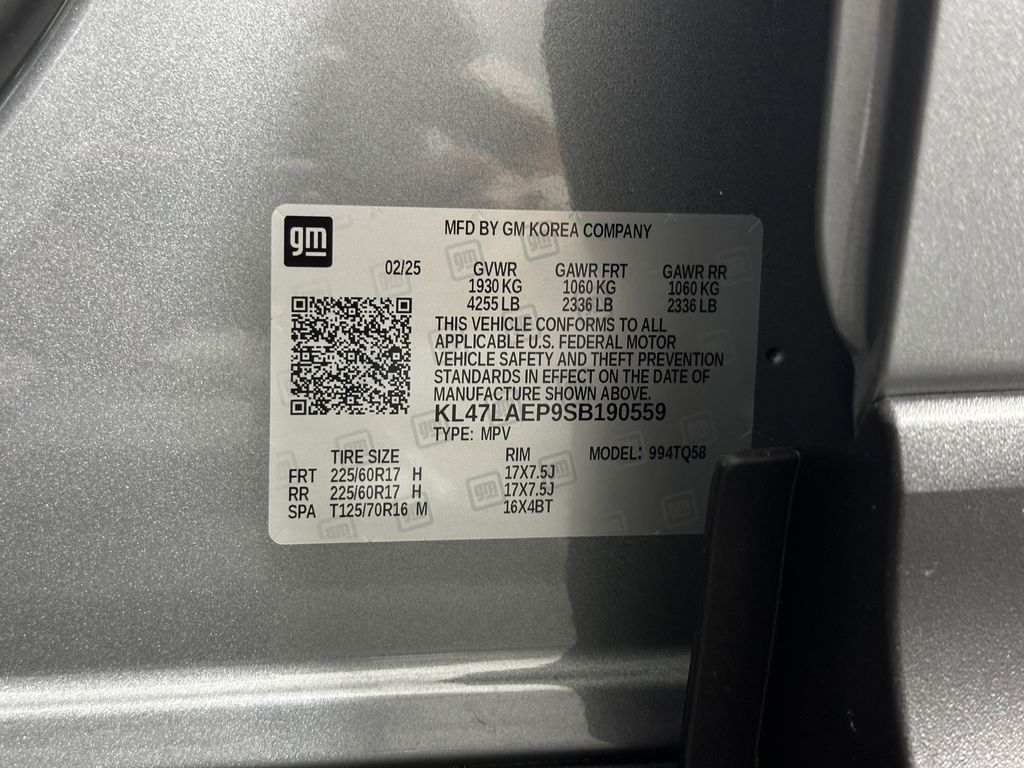 gm
MFD BY GM KOREA COMPANY
02/25 GVWR GAWR FRT GAWR RR
1930 KG 1060 KG 1060 KG
4255 LB 2336 LB 2336 LB
THIS VEHICLE CONFORMS TO ALL
APPLICABLE U.S. FEDERAL MOTOR
VEHICLE SAFETY AND THEFT PREVENTION
STANDARDS IN EFFECT ON THE DATE OF
MANUFACTURE SHOWN ABOVE.
KL47LAEP9SB190559
TYPE: MPV
TIRE SIZE RIM MODEL: 994TQ58
FRT 225/60R17 H 17X7.5J
RR 225/60R17 H 17X7.5J
SPA T125/70R16 M 16X4BT